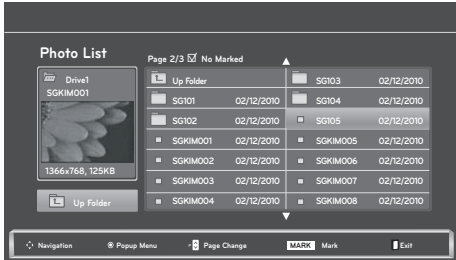 Photo List
Page 2/3 ☑ No Marked
Drive1
SGKIM001
1366x768, 125KB
Up Folder
Up Folder
SG101 02/12/2010
SG102 02/12/2010
SGKIM001 02/12/2010
SGKIM002 02/12/2010
SGKIM003 02/12/2010
SGKIM004 02/12/2010
SG103 02/12/2010
SG104 02/12/2010
SG105 02/12/2010
SGKIM005 02/12/2010
SGKIM006 02/12/2010
SGKIM007 02/12/2010
SGKIM008 02/12/2010
Navigation Popup Menu Page Change MARK Mark Exit